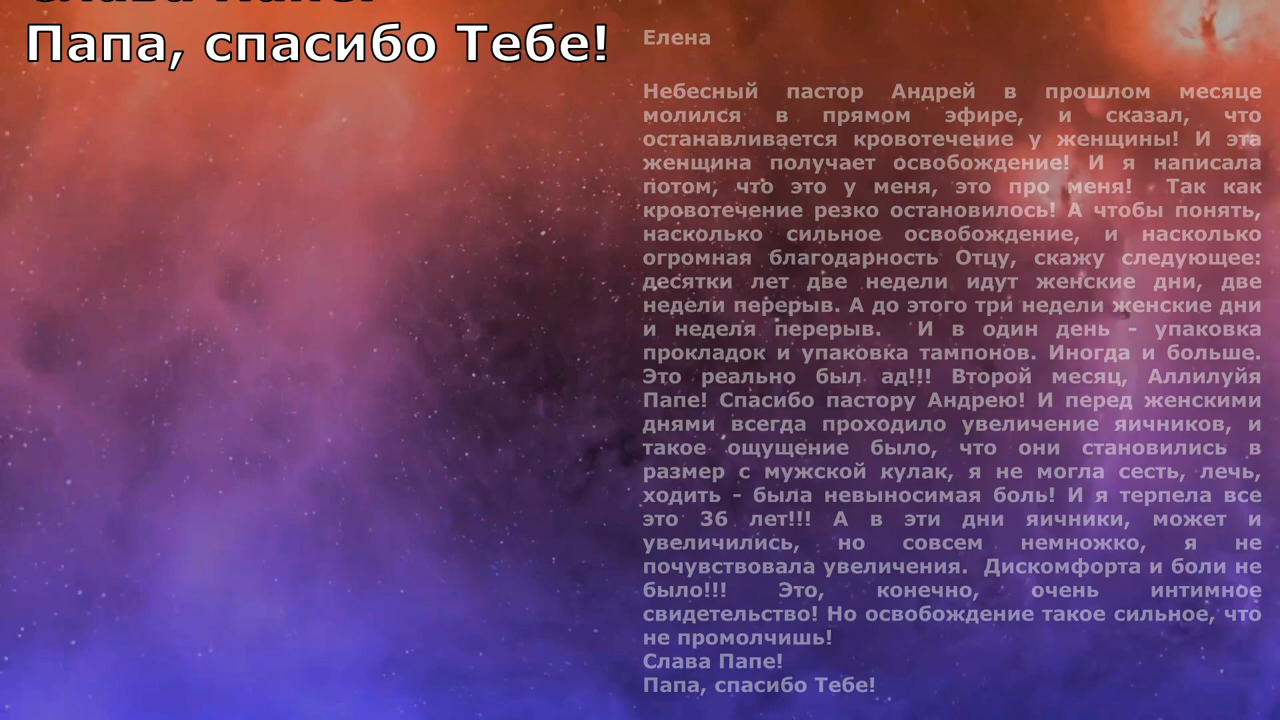 Слава Папе!
Папа, спасибо Тебе!
Елена
Небесный пастор Андрей в прошлом месяце
молился в прямом эфире, и сказал, что
останавливается кровотечение у женщины! И эта
женщина получает освобождение! И я написала
потом, что это у меня, это про меня! Так как
кровотечение резко остановилось! А чтобы понять,
насколько сильное освобождение, и насколько
огромная благодарность Отцу, скажу следующее:
десятки лет две недели идут женские дни, две
недели перерыв. А до этого три недели женские дни
и неделя перерыв. И в один день - упаковка
прокладок и упаковка тампонов. Иногда и больше.
Это реально был ад!!! Второй месяц, Аллилуйя
Папе! Спасибо пастору Андрею! И перед женскими
днями всегда проходило увеличение яичников, и
такое ощущение было, что они становились в
размер с мужской кулак, я не могла сесть, лечь,
ходить - была невыносимая боль! И я терпела все
это 36 лет!!! А в эти дни яичники, может и
увеличились, но совсем немножко, я не
почувствовала увеличения. Дискомфорта и боли не
было!!! Это, конечно, очень интимное
свидетельство! Но освобождение такое сильное, что
не промолчишь!
Слава Папе!
Папа, спасибо Тебе!